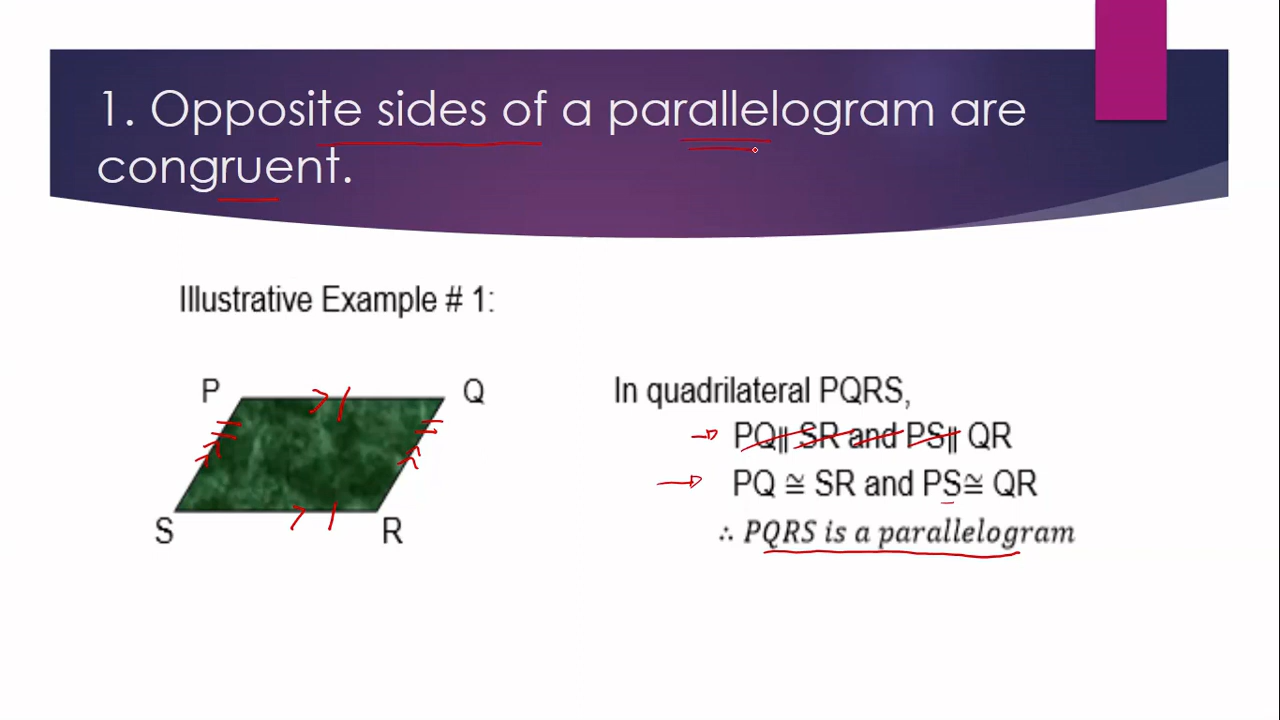 1. Opposite sides of a parallelogram are
congruent.
Illustrative Example # 1:
P
Q
S
R
In quadrilateral PQRS,
PQ∥ SR and PS∥ QR
PQ ≅ SR and PS≅ QR
∴ PQRS is a parallelogram